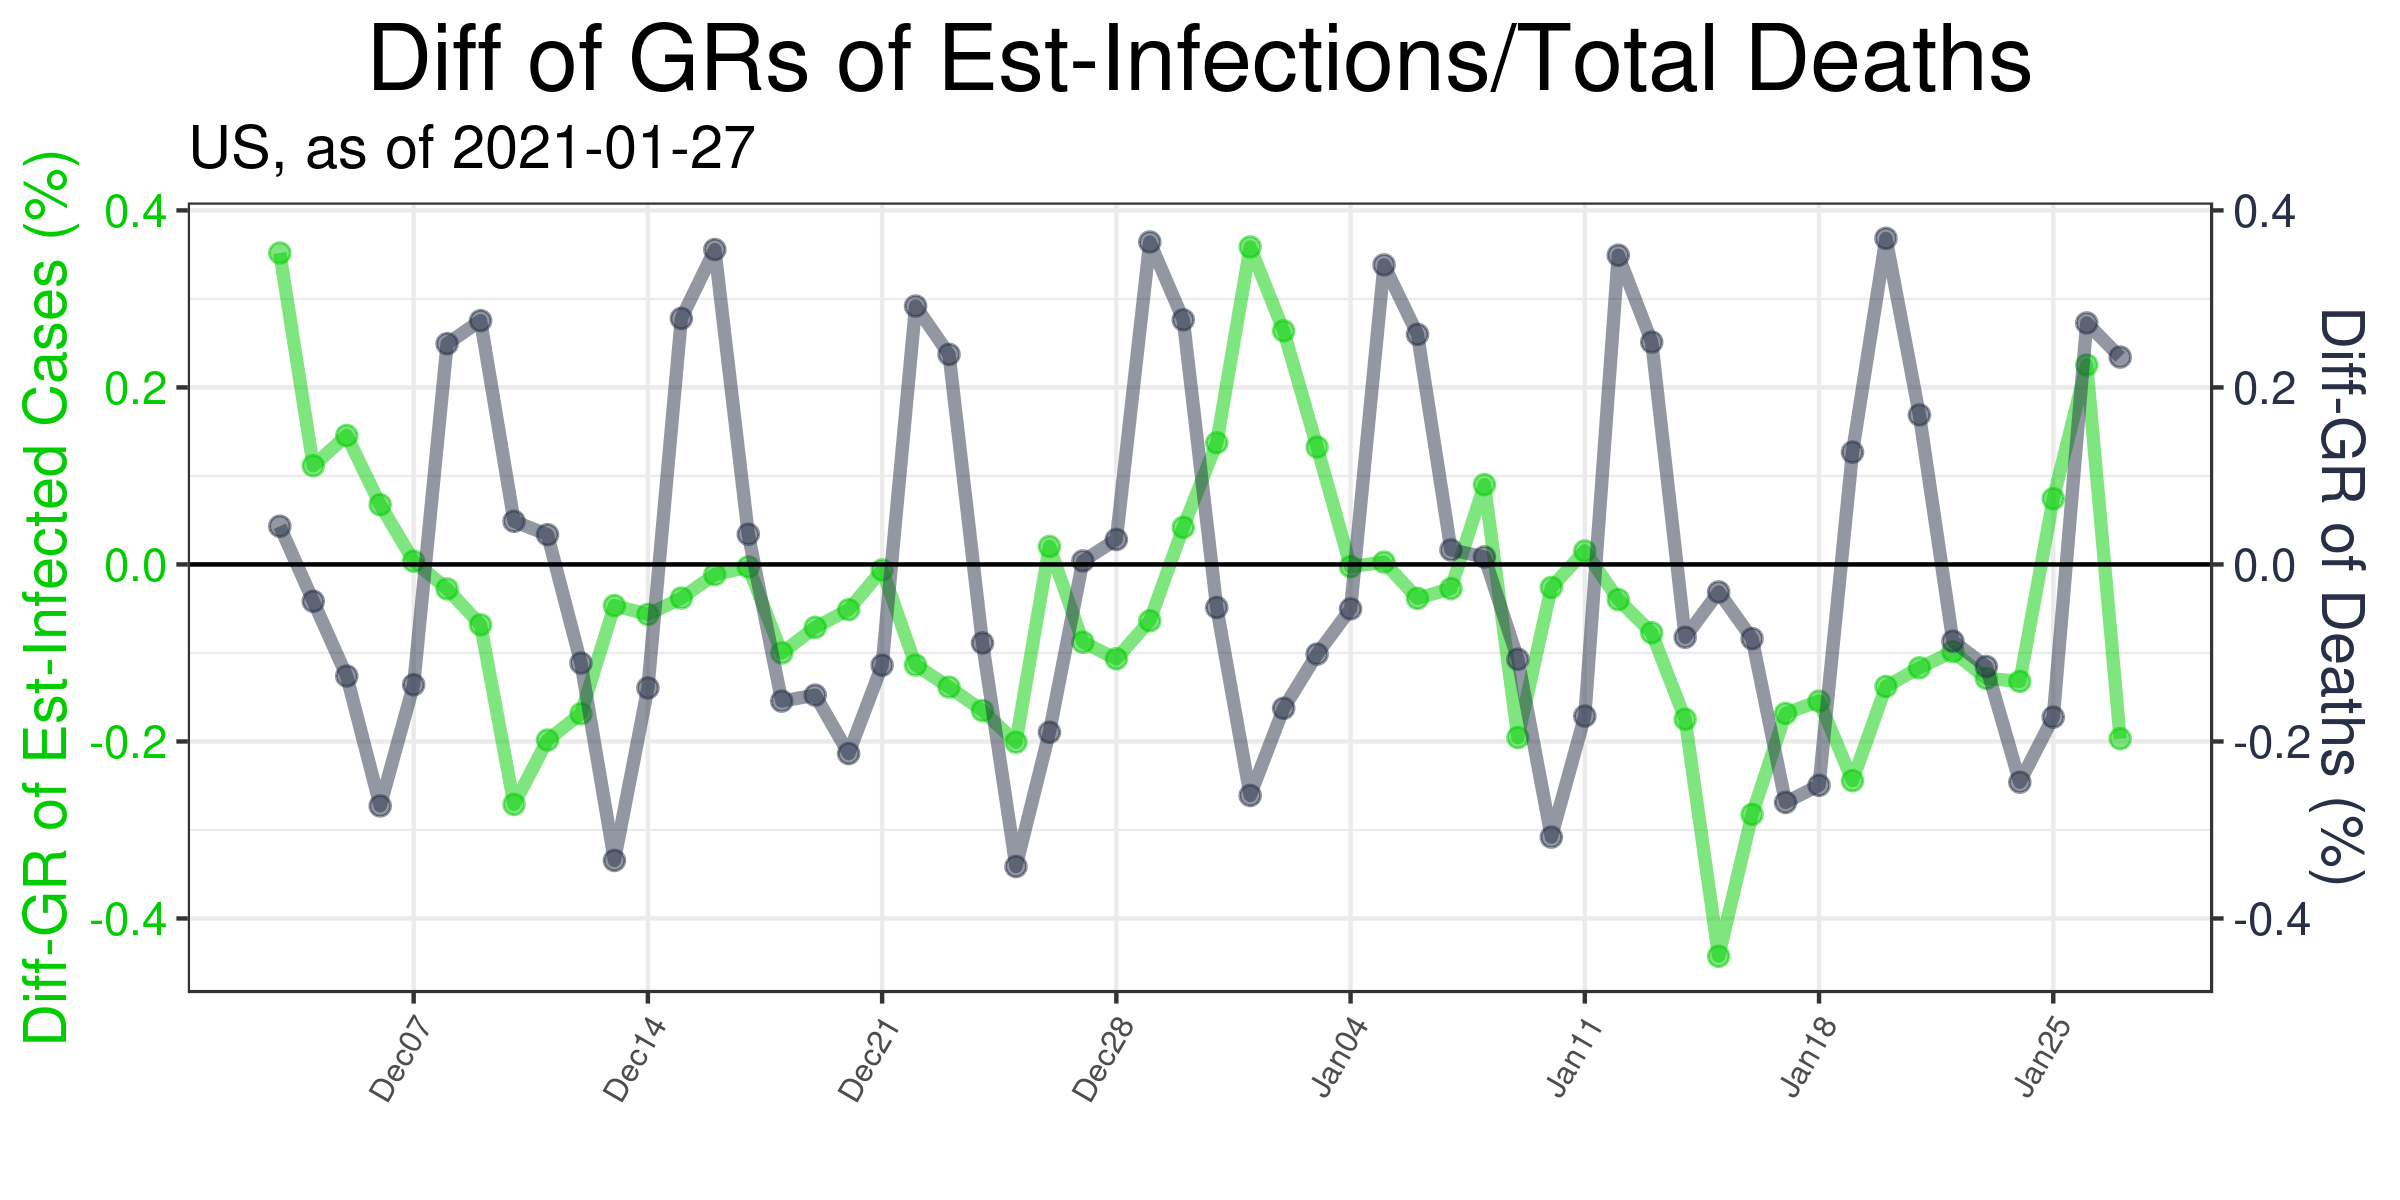 Diff of GRs of Est-Infections/Total Deaths
US, as of 2021-01-27
Diff-GR of Est-Infected Cases (%)
0.4
0.2
0.0
-0.2
-0.4
0.4
0.2
0.0
-0.2
-0.4
Diff-GR of Deaths (%)
Dec07
Dec14
Dec21
Dec28
Jan04
Jan11
Jan18
Jan25